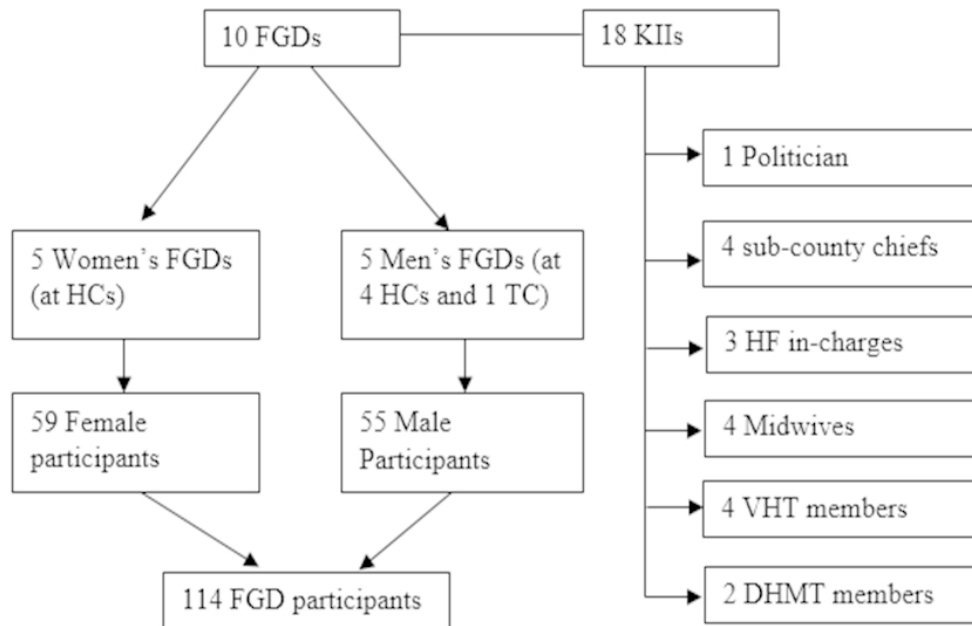 10 FGDs
18 KIIs
1 Politician
4 sub-county chiefs
5 Women’s FGDs
(at HCs)
5 Men’s FGDs (at
4 HCs and 1 TC)
3 HF in-charges
59 Female
participants
55 Male
Participants
4 Midwives
4 VHT members
114 FGD participants
2 DHMT members